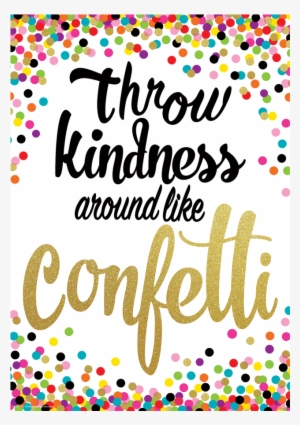 Throw
kindness
around like
Confetti